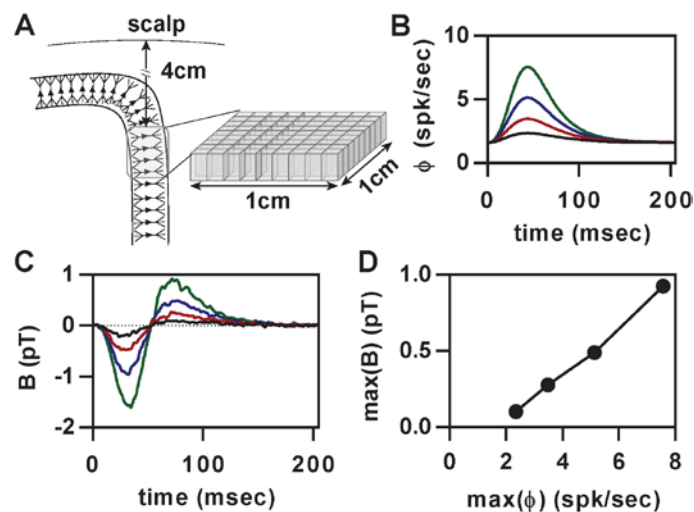 A
scalp
4cm
1cm
1cm
B
10
5
0
ϕ (spk/sec)
0
100
200
time (msec)
C
1
0
-1
-2
B (pT)
0
100
200
time (msec)
D
1.0
0.5
0.0
max(B) (pT)
0
2
4
6
8
max(ϕ) (spk/sec)